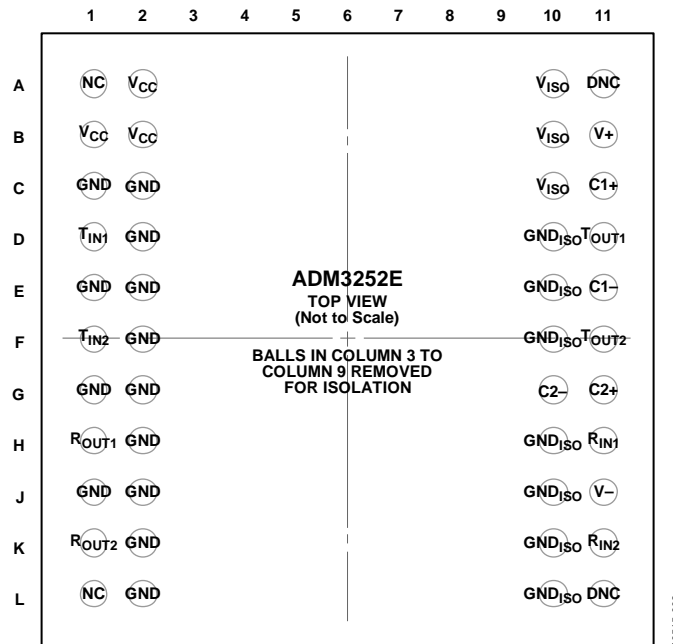 1 2 3 4 5 6 7 8 9 10 11
A NC VCC VISO DNC
B VCC VCC VISO V+
C GND GND VISO C1+
D TIN1 GND GNDISO TOUT1
E GND GND GNDISO C1–
ADM3252E
TOP VIEW
(Not to Scale)
F TIN2 GND GNDISO TOUT2
BALLS IN COLUMN 3 TO
COLUMN 9 REMOVED
FOR ISOLATION
G GND GND C2– C2+
H ROUT1 GND GNDISO RIN1
J GND GND GNDISO V–
K ROUT2 GND GNDISO RIN2
L NC GND GNDISO DNC